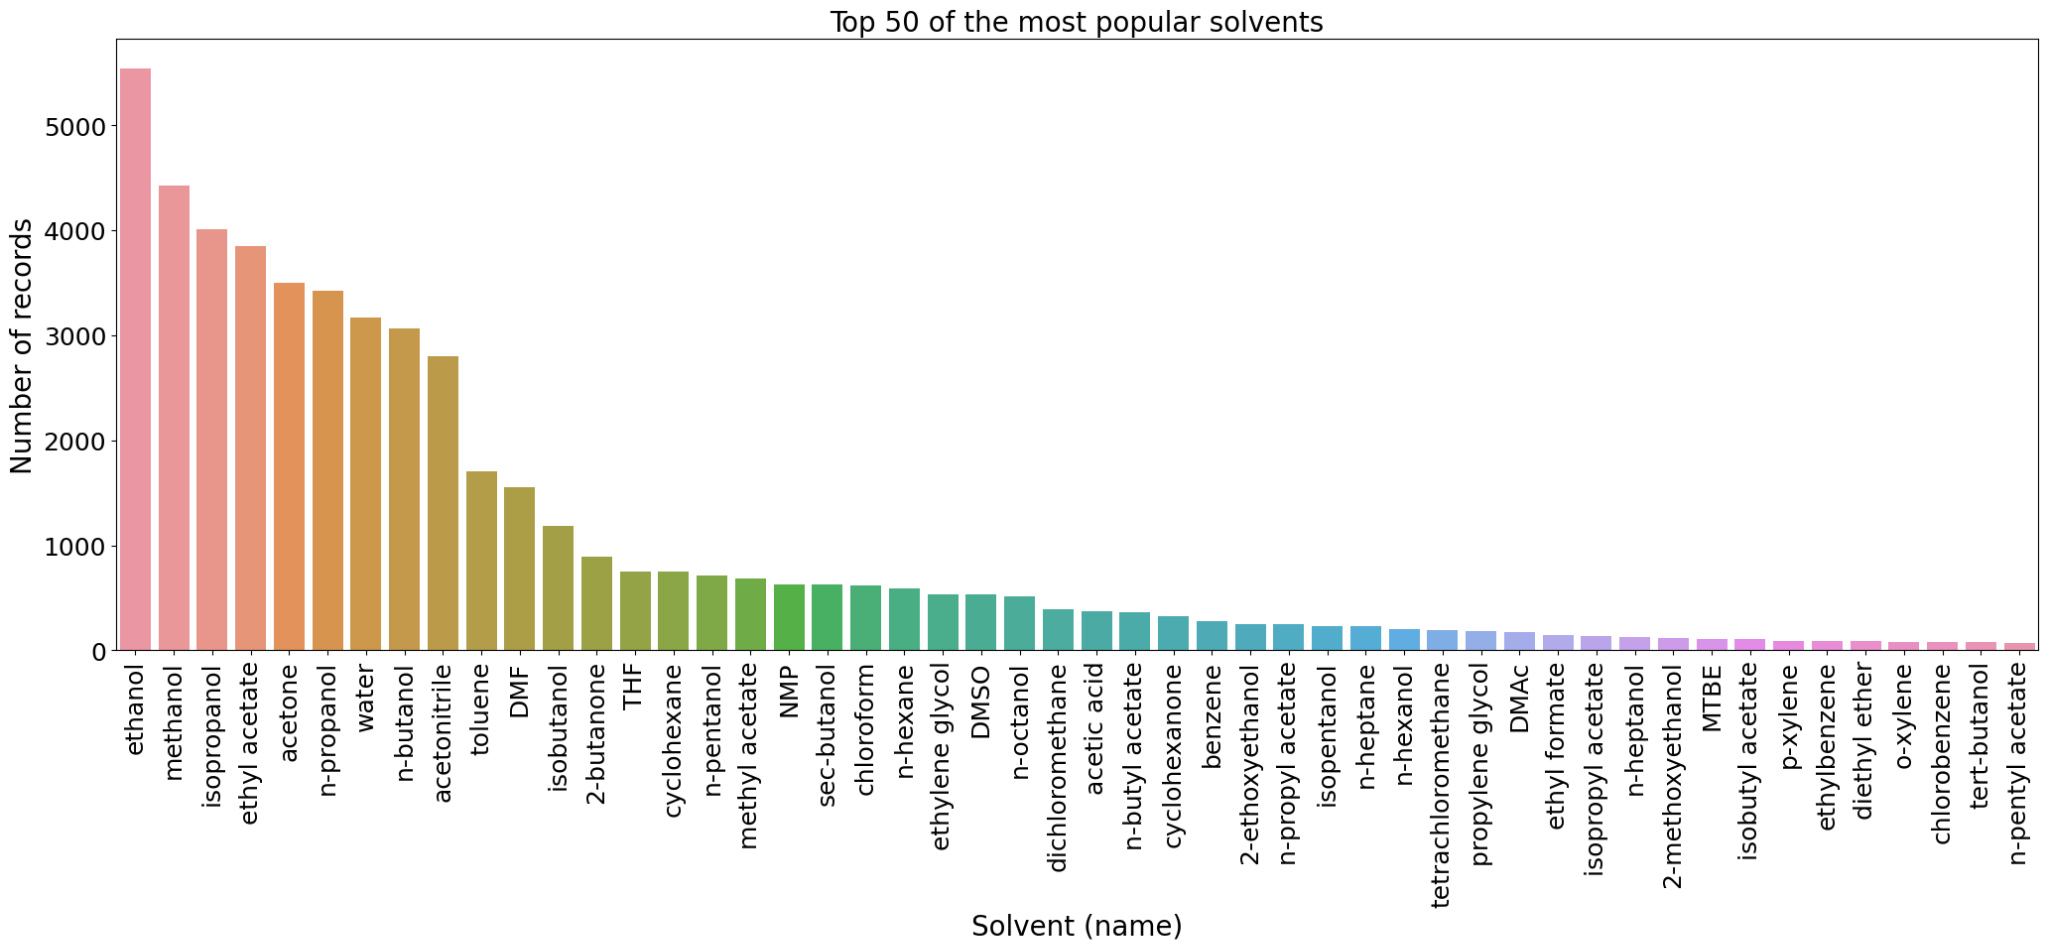 Top 50 of the most popular solvents
Number of records
5000
4000
3000
2000
1000
0
ethanol
methanol
isopropanol
ethyl acetate
acetone
n-propanol
water
n-butanol
acetonitrile
toluene
DMF
isobutanol
2-butanone
THF
cyclohexane
n-pentanol
methyl acetate
NMP
sec-butanol
chloroform
n-hexane
ethylene glycol
DMSO
n-octanol
dichloromethane
acetic acid
n-butyl acetate
cyclohexanone
benzene
2-ethoxyethanol
n-propyl acetate
isopentanol
n-heptane
n-hexanol
tetrachloromethane
propylene glycol
DMAc
ethyl formate
isopropyl acetate
n-heptanol
2-methoxyethanol
MTBE
isobutyl acetate
p-xylene
ethylbenzene
diethyl ether
o-xylene
chlorobenzene
tert-butanol
n-pentyl acetate
Solvent (name)